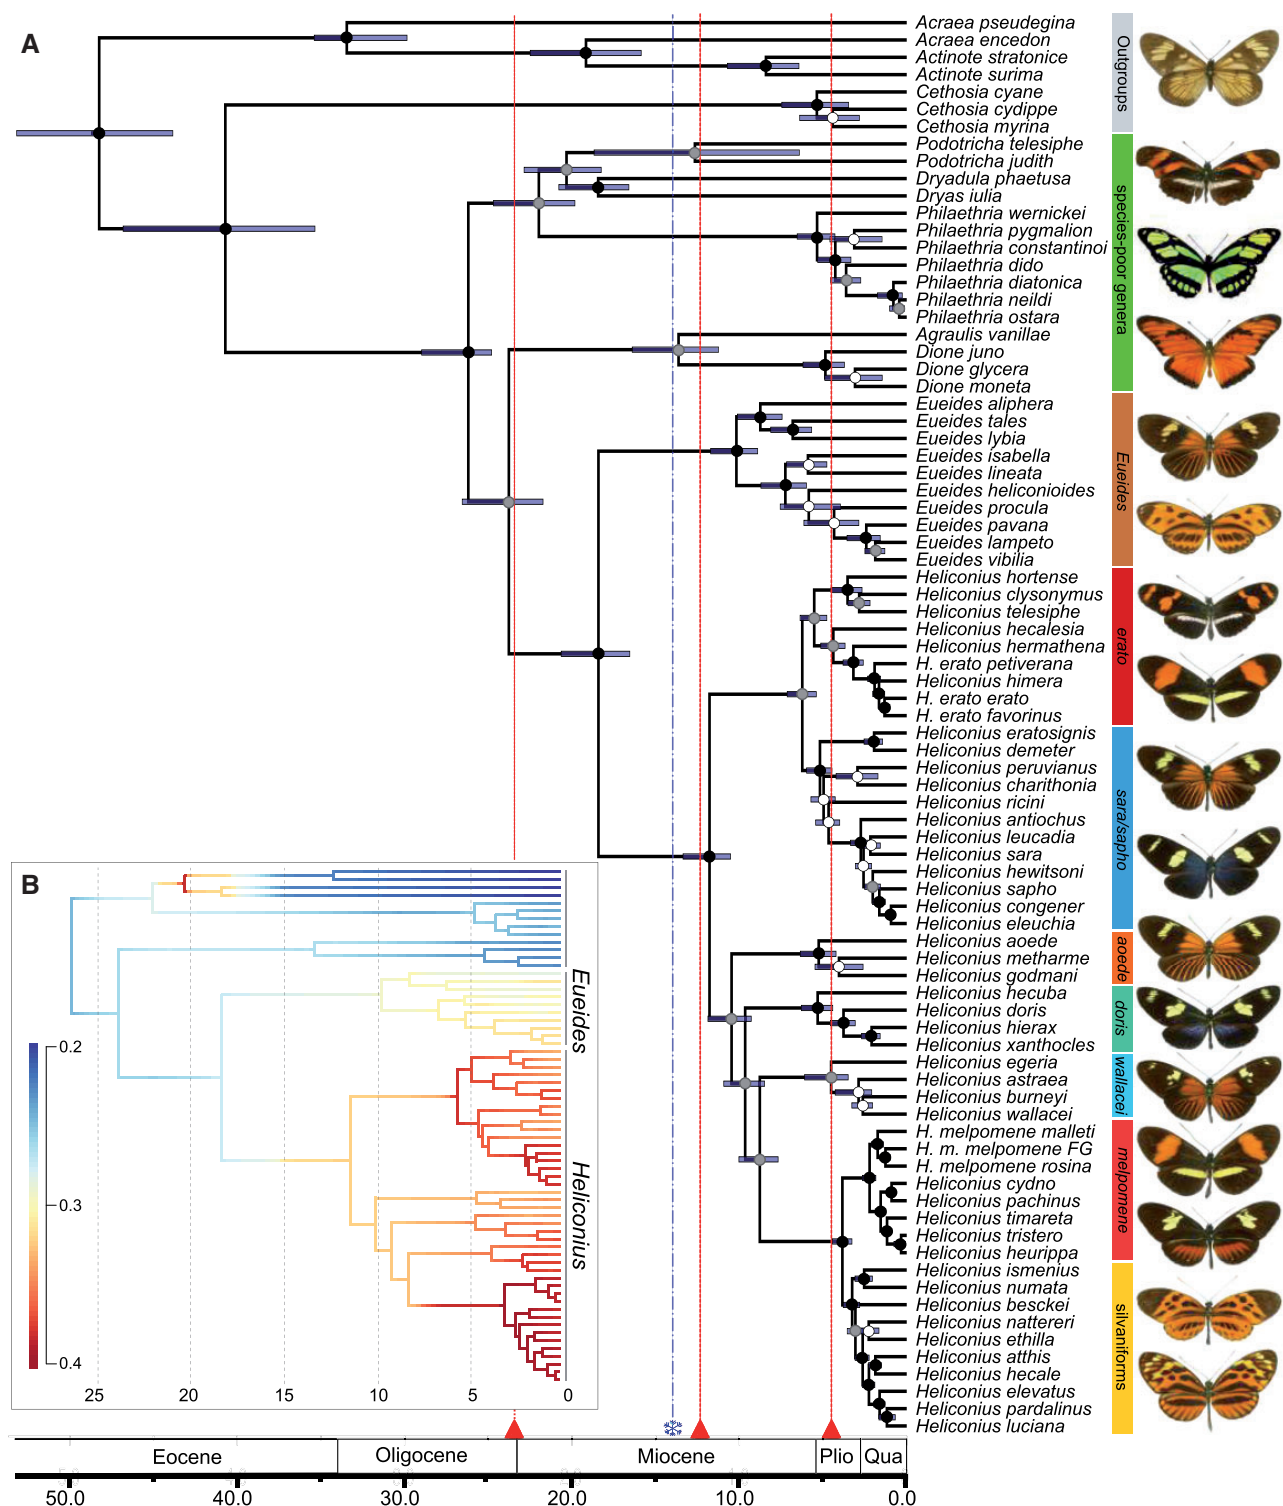 A
Acraea pseudegina
Acraea encedon
Actinote stratonice
Actinote surima
Cethosia cyane
Cethosia cydippe
Cethosia myrina
Podotricha telesiphe
Podotricha judith
Dryadula phaetusa
Dryas iulia
Philaethria wernickei
Philaethria pygmalion
Philaethria constantinoi
Philaethria dido
Philaethria diatonica
Philaethria neildi
Philaethria ostara
Agraulis vanillae
Dione juno
Dione glycera
Dione moneta
Eueides aliphera
Eueides tales
Eueides lybia
Eueides isabella
Eueides lineata
Eueides heliconioides
Eueides procula
Eueides pavana
Eueides lampeto
Eueides vibilia
Heliconius hortense
Heliconius clysonymus
Heliconius telesiphe
Heliconius hecalesia
Heliconius hermathena
H. erato petiverana
Heliconius himera
H. erato erato
H. erato favorinus
Heliconius eratosignis
Heliconius demeter
Heliconius peruvianus
Heliconius charithonia
Heliconius ricini
Heliconius antiochus
Heliconius leucadia
Heliconius sara
Heliconius hewitsoni
Heliconius sapho
Heliconius congener
Heliconius eleuchia
Heliconius aoede
Heliconius metharme
Heliconius godmani
Heliconius hecuba
Heliconius doris
Heliconius hierax
Heliconius xanthocles
Heliconius egeria
Heliconius astraea
Heliconius burneyi
Heliconius wallacei
H. melpomene malleti
H. m. melpomene FG
H. melpomene rosina
Heliconius cydno
Heliconius pachinus
Heliconius timareta
Heliconius tristero
Heliconius heurippa
Heliconius ismenius
Heliconius numata
Heliconius besckei
Heliconius nattereri
Heliconius ethilla
Heliconius atthis
Heliconius hecale
Heliconius elevatus
Heliconius pardalinus
Heliconius luciana
Outgroups
species-poor genera
Eueides
erato
sara/sapho
aoede
doris
wallacei
melpomene
silvaniforms
B
Eueides
Heliconius
0.2
0.3
0.4
25 20 15 10 5 0
Eocene Oligocene Miocene Plio Qua
50.0 40.0 30.0 20.0 10.0 0.0